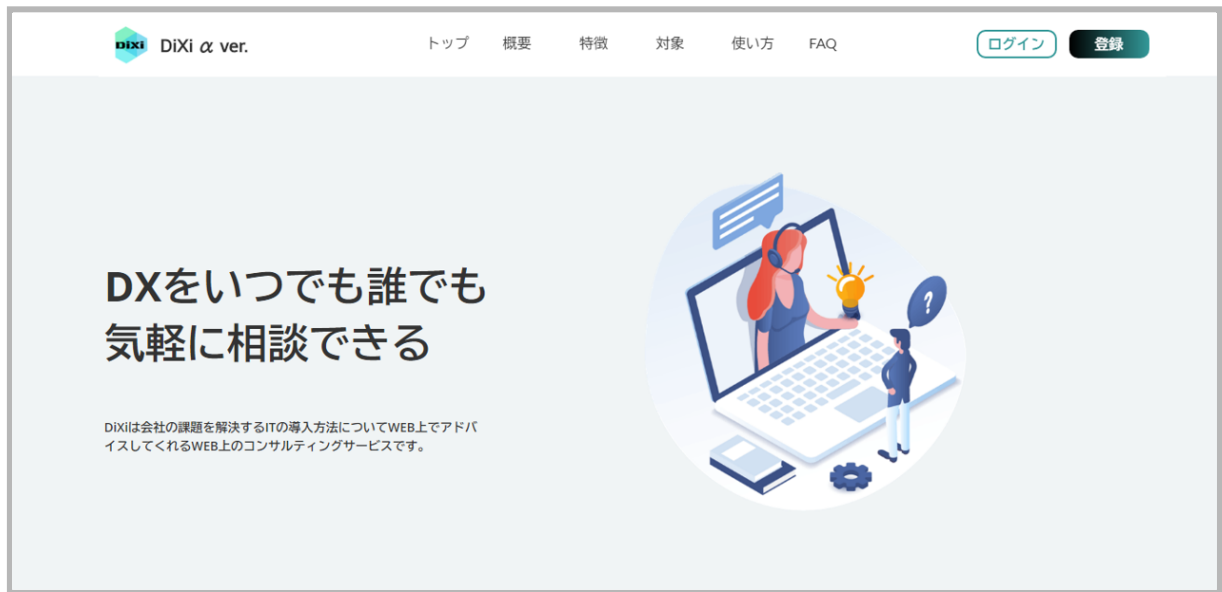 DiXi
DiXi α ver.
トップ 概要 特徴 対象 使い方 FAQ
ログイン 登録
DXをいつでも誰でも
気軽に相談できる
?
DiXiは会社の課題を解決するITの導入方法についてWEB上でアドバ
イスしてくれるWEB上のコンサルティングサービスです。